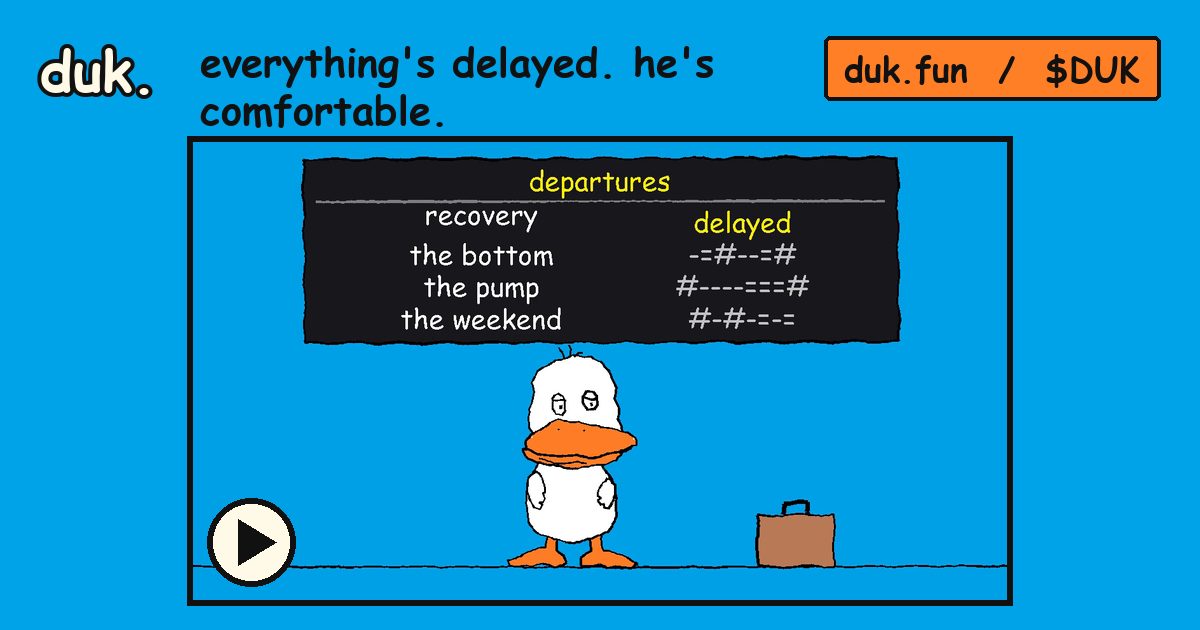 duk.
everything's delayed. he's
comfortable.
duk.fun / $DUK
departures
recovery delayed
the bottom -=#--=#
the pump #----===#
the weekend #-#-=-=